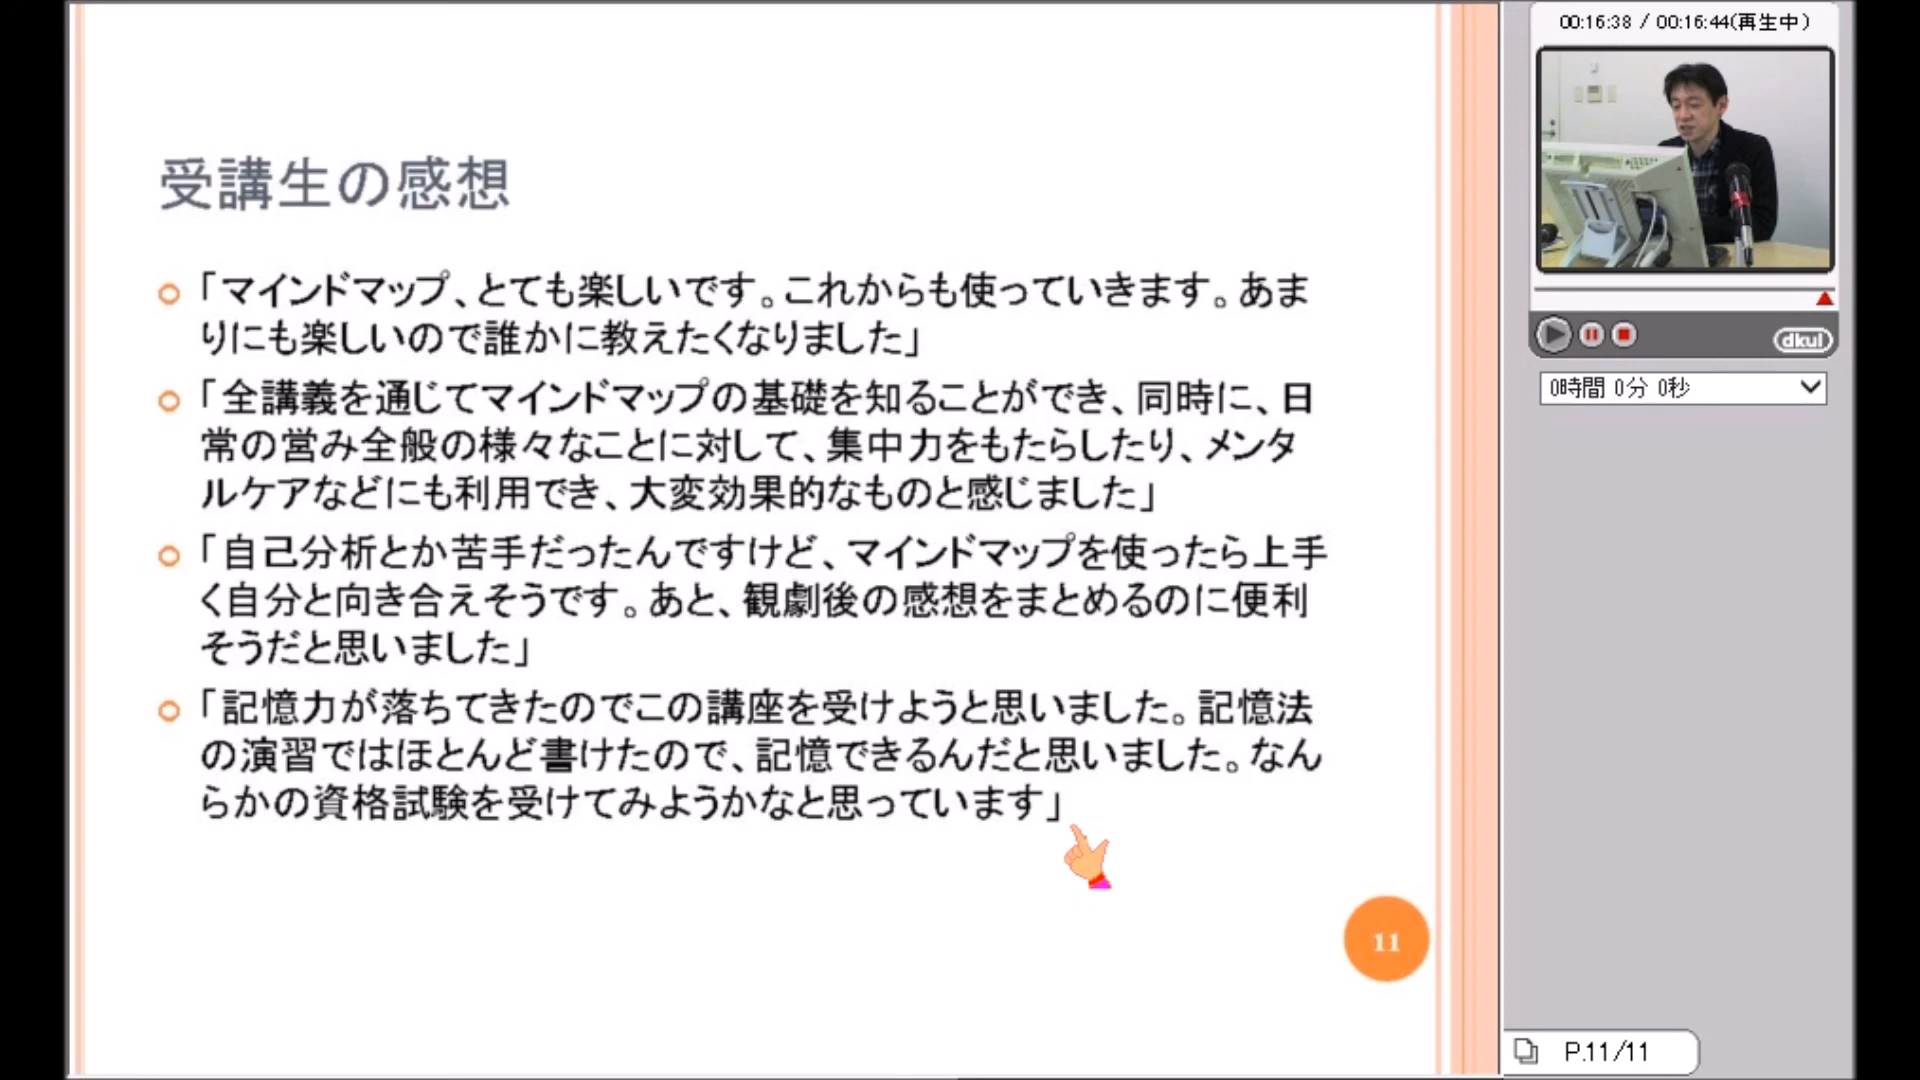 受講生の感想
「マインドマップ、とても楽しいです。これからも使っていきます。あま
りにも楽しいので誰かに教えたくなりました」
「全講義を通じてマインドマップの基礎を知ることができ、同時に、日
常の営み全般の様々なことに対して、集中力をもたらしたり、メンタ
ルケアなどにも利用でき、大変効果的なものと感じました」
「自己分析とか苦手だったんですけど、マインドマップを使ったら上手
く自分と向き合えそうです。あと、観劇後の感想をまとめるのに便利
そうだと思いました」
「記憶力が落ちてきたのでこの講座を受けようと思いました。記憶法
の演習ではほとんど書けたので、記憶できるんだと思いました。なん
らかの資格試験を受けてみようかなと思っています」
11
00:16:38 / 00:16:44(再生中)
dkul
0時間 0分 0秒
P.11/11